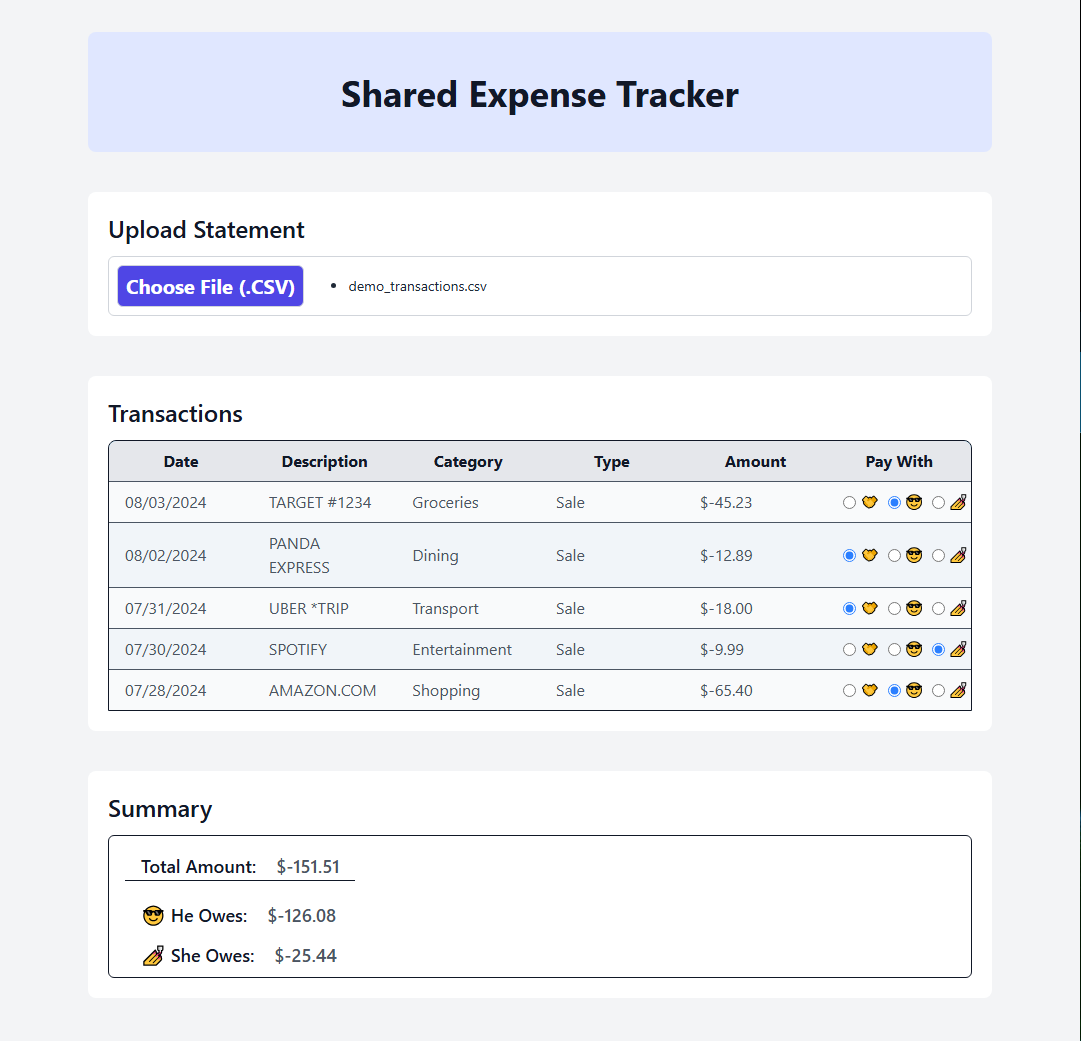 Shared Expense Tracker
Upload Statement
Choose File (.CSV) • demo_transactions.csv
Transactions
Date Description Category Type Amount Pay With
08/03/2024 TARGET #1234 Groceries Sale $-45.23
08/02/2024 PANDA EXPRESS Dining Sale $-12.89
07/31/2024 UBER *TRIP Transport Sale $-18.00
07/30/2024 SPOTIFY Entertainment Sale $-9.99
07/28/2024 AMAZON.COM Shopping Sale $-65.40
Summary
Total Amount: $-151.51
😎 He Owes: $-126.08
💅 She Owes: $-25.44